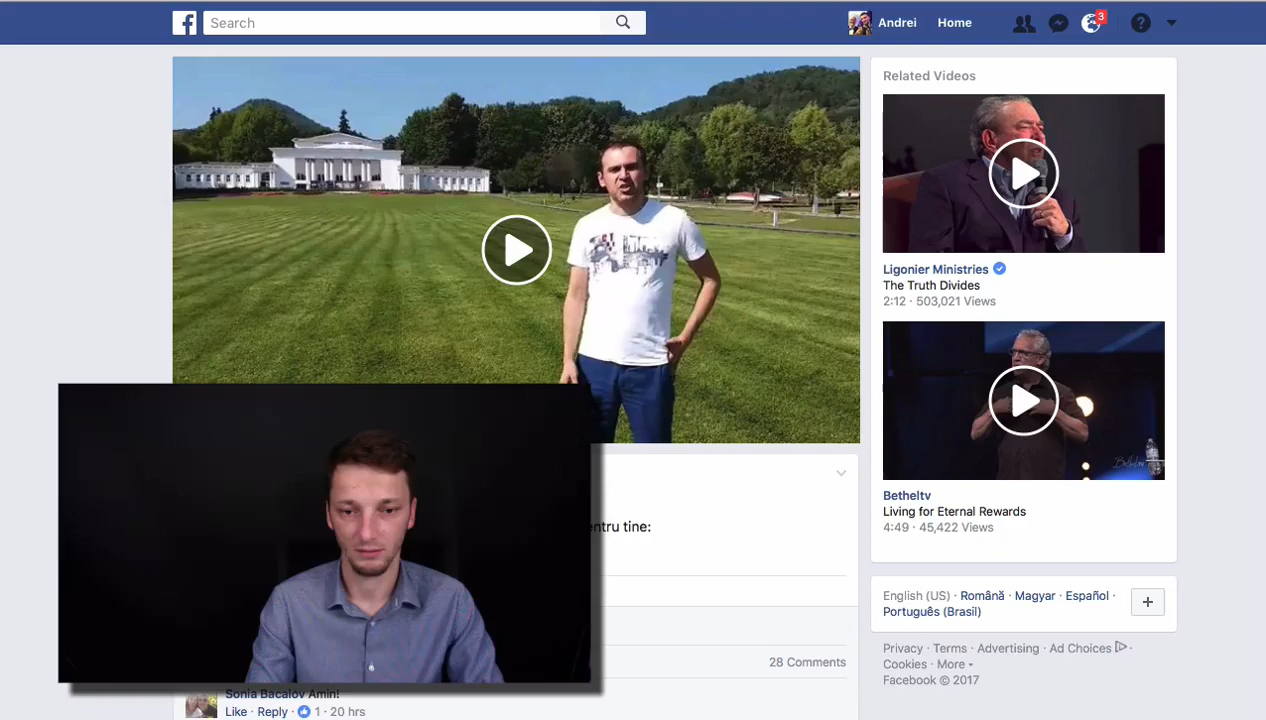 Search
Andrei
Home
3
Related Videos
Ligonier Ministries
The Truth Divides
2:12 · 503,021 Views
Betheltv
Living for Eternal Rewards
4:49 · 45,422 Views
English (US) · Română · Magyar · Español ·
Português (Brasil)
Privacy · Terms · Advertising · Ad Choices ·
Cookies · More
Facebook © 2017
tine:
28 Comments
Sonia Bacalov Amin!
Like · Reply · 1 · 20 hrs